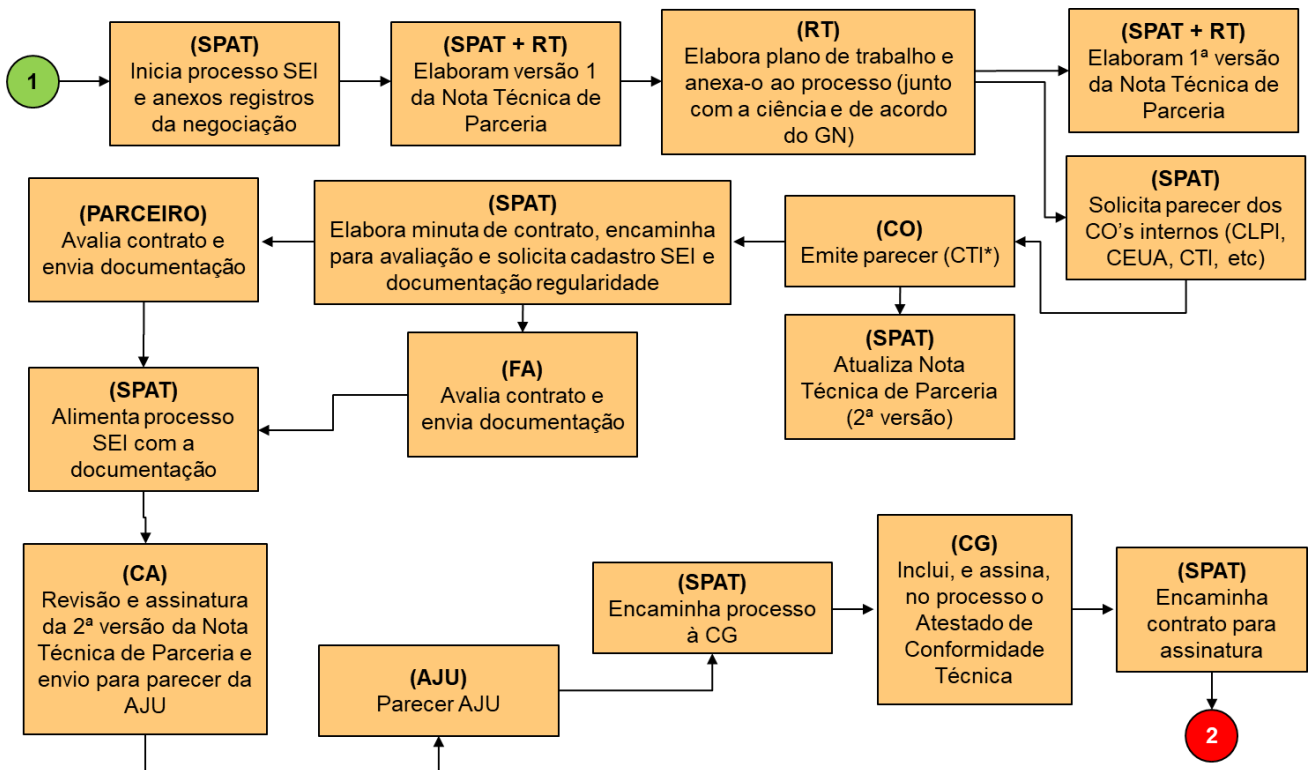 1
(SPAT)
Inicia processo SEI
e anexos registros
da negociação
(SPAT + RT)
Elaboram versão 1
da Nota Técnica de
Parceria
(RT)
Elabora plano de trabalho e
anexa-o ao processo (junto
com a ciência e de acordo
do GN)
(SPAT + RT)
Elaboram 1ª versão
da Nota Técnica de
Parceria
(SPAT)
Solicita parecer dos
CO's internos (CLPI,
CEUA, CTI, etc)
(CO)
Emite parecer (CTI*)
(SPAT)
Atualiza Nota
Técnica de Parceria
(2ª versão)
(SPAT)
Elabora minuta de contrato, encaminha
para avaliação e solicita cadastro SEI e
documentação regularidade
(PARCEIRO)
Avalia contrato e
envia documentação
(FA)
Avalia contrato e
envia documentação
(SPAT)
Alimenta processo
SEI com a
documentação
(CA)
Revisão e assinatura
da 2ª versão da Nota
Técnica de Parceria e
envio para parecer da
AJU
(AJU)
Parecer AJU
(SPAT)
Encaminha processo
à CG
(CG)
Inclui, e assina,
no processo o
Atestado de
Conformidade
Técnica
(SPAT)
Encaminha
contrato para
assinatura
2